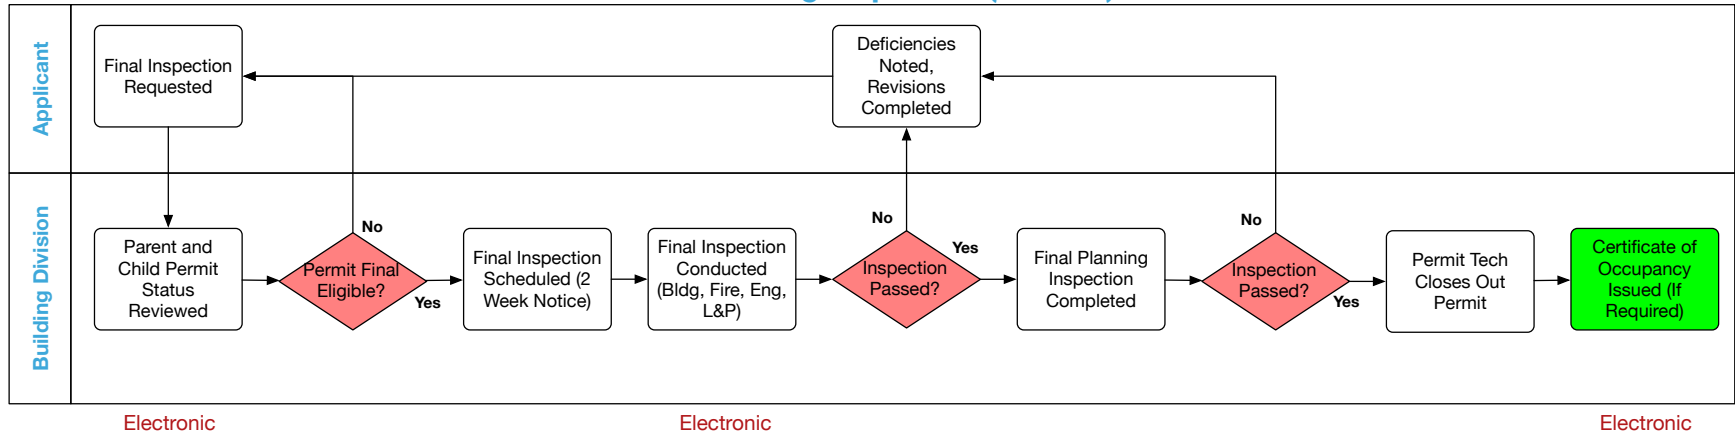 Applicant
Final Inspection
Requested
Deficiencies
Noted,
Revisions
Completed
Building Division
Parent and
Child Permit
Status
Reviewed
No
Permit Final
Eligible?
Yes
Final Inspection
Scheduled (2
Week Notice)
Final Inspection
Conducted
(Bldg, Fire, Eng,
L&P)
No
Inspection
Passed?
Yes
Final Planning
Inspection
Completed
No
Inspection
Passed?
Yes
Permit Tech
Closes Out
Permit
Certificate of
Occupancy
Issued (If
Required)
Electronic
Electronic
Electronic